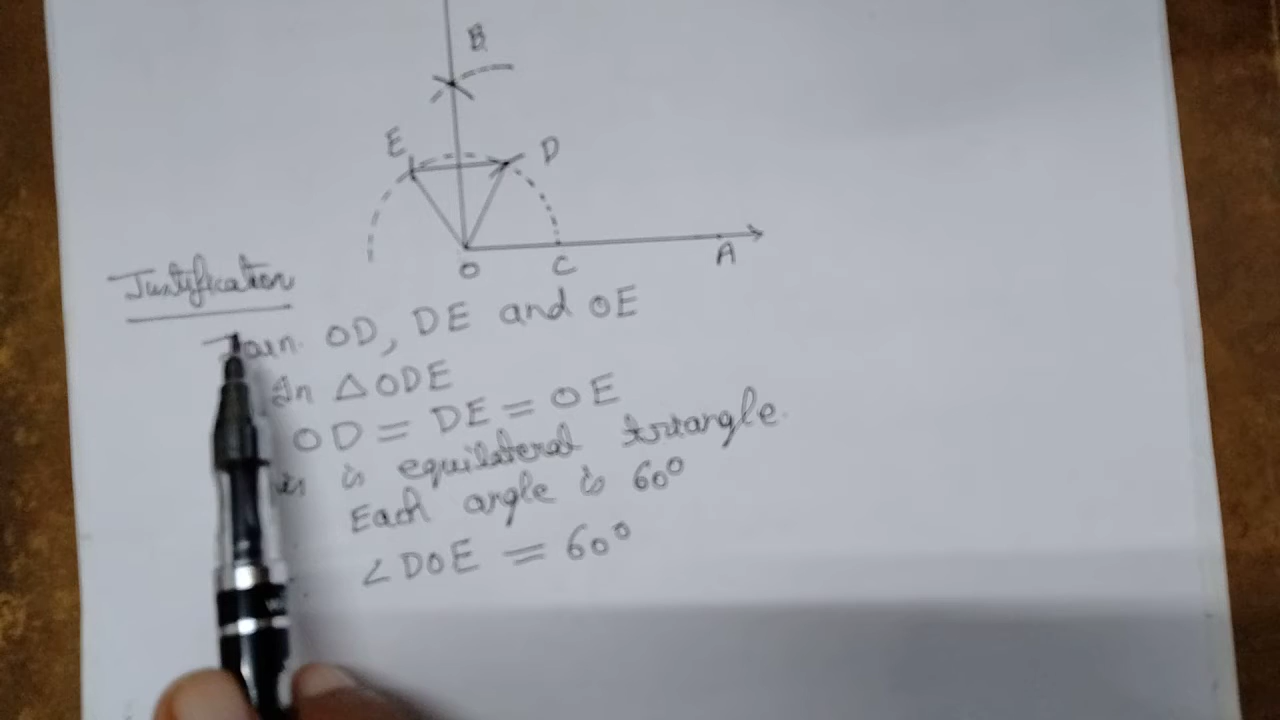 B
E
D
O
C
A
Justification
Join OD, DE and OE
In △ODE
OD = DE = OE
is equilateral triangle.
Each angle is 60°
∠DOE = 60°